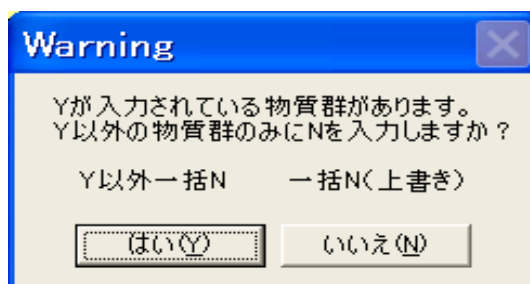 Warning
Yが入力されている物質群があります。
Y以外の物質群のみにNを入力しますか？
Y以外一括N　　一括N（上書き）
はい(Y)　　いいえ(N)